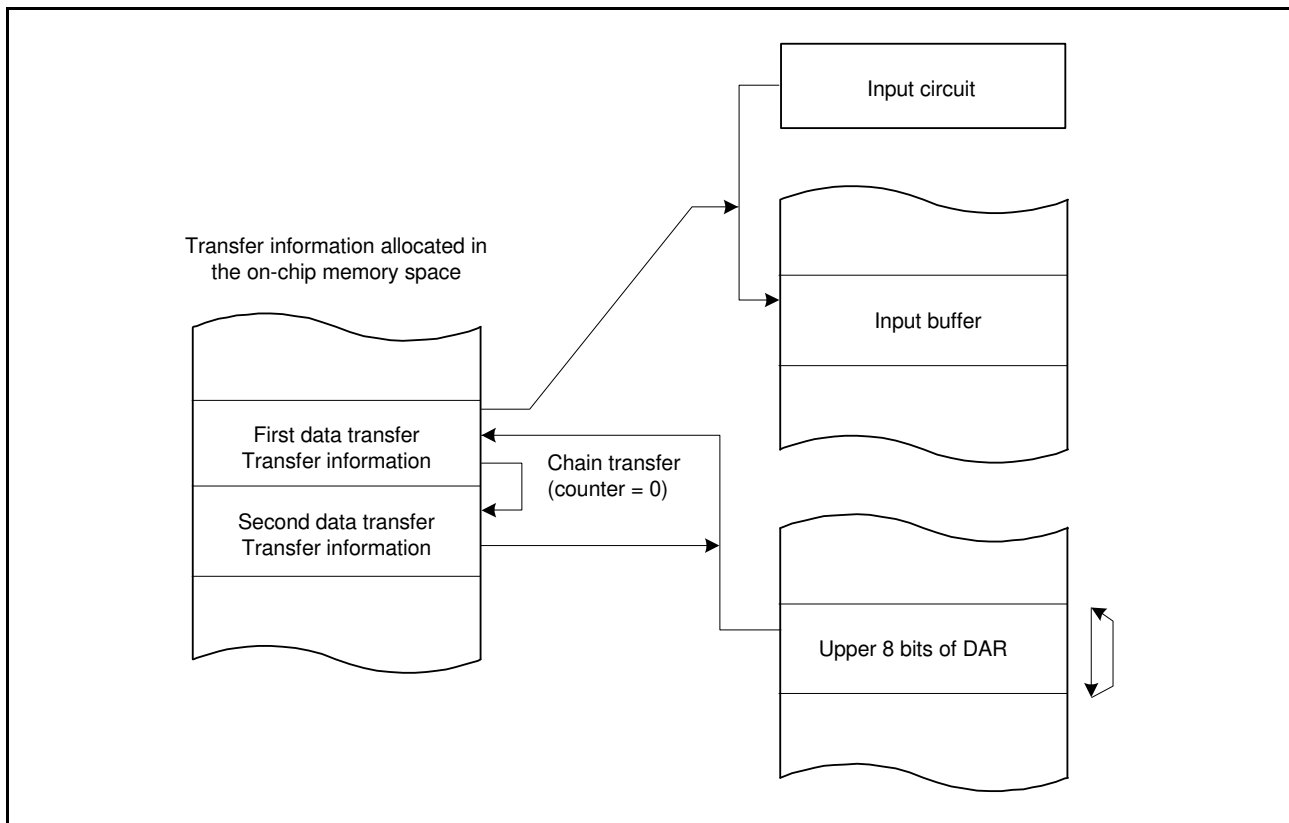 Input circuit
Transfer information allocated in
the on-chip memory space
Input buffer
First data transfer
Transfer information
Chain transfer
(counter = 0)
Second data transfer
Transfer information
Upper 8 bits of DAR